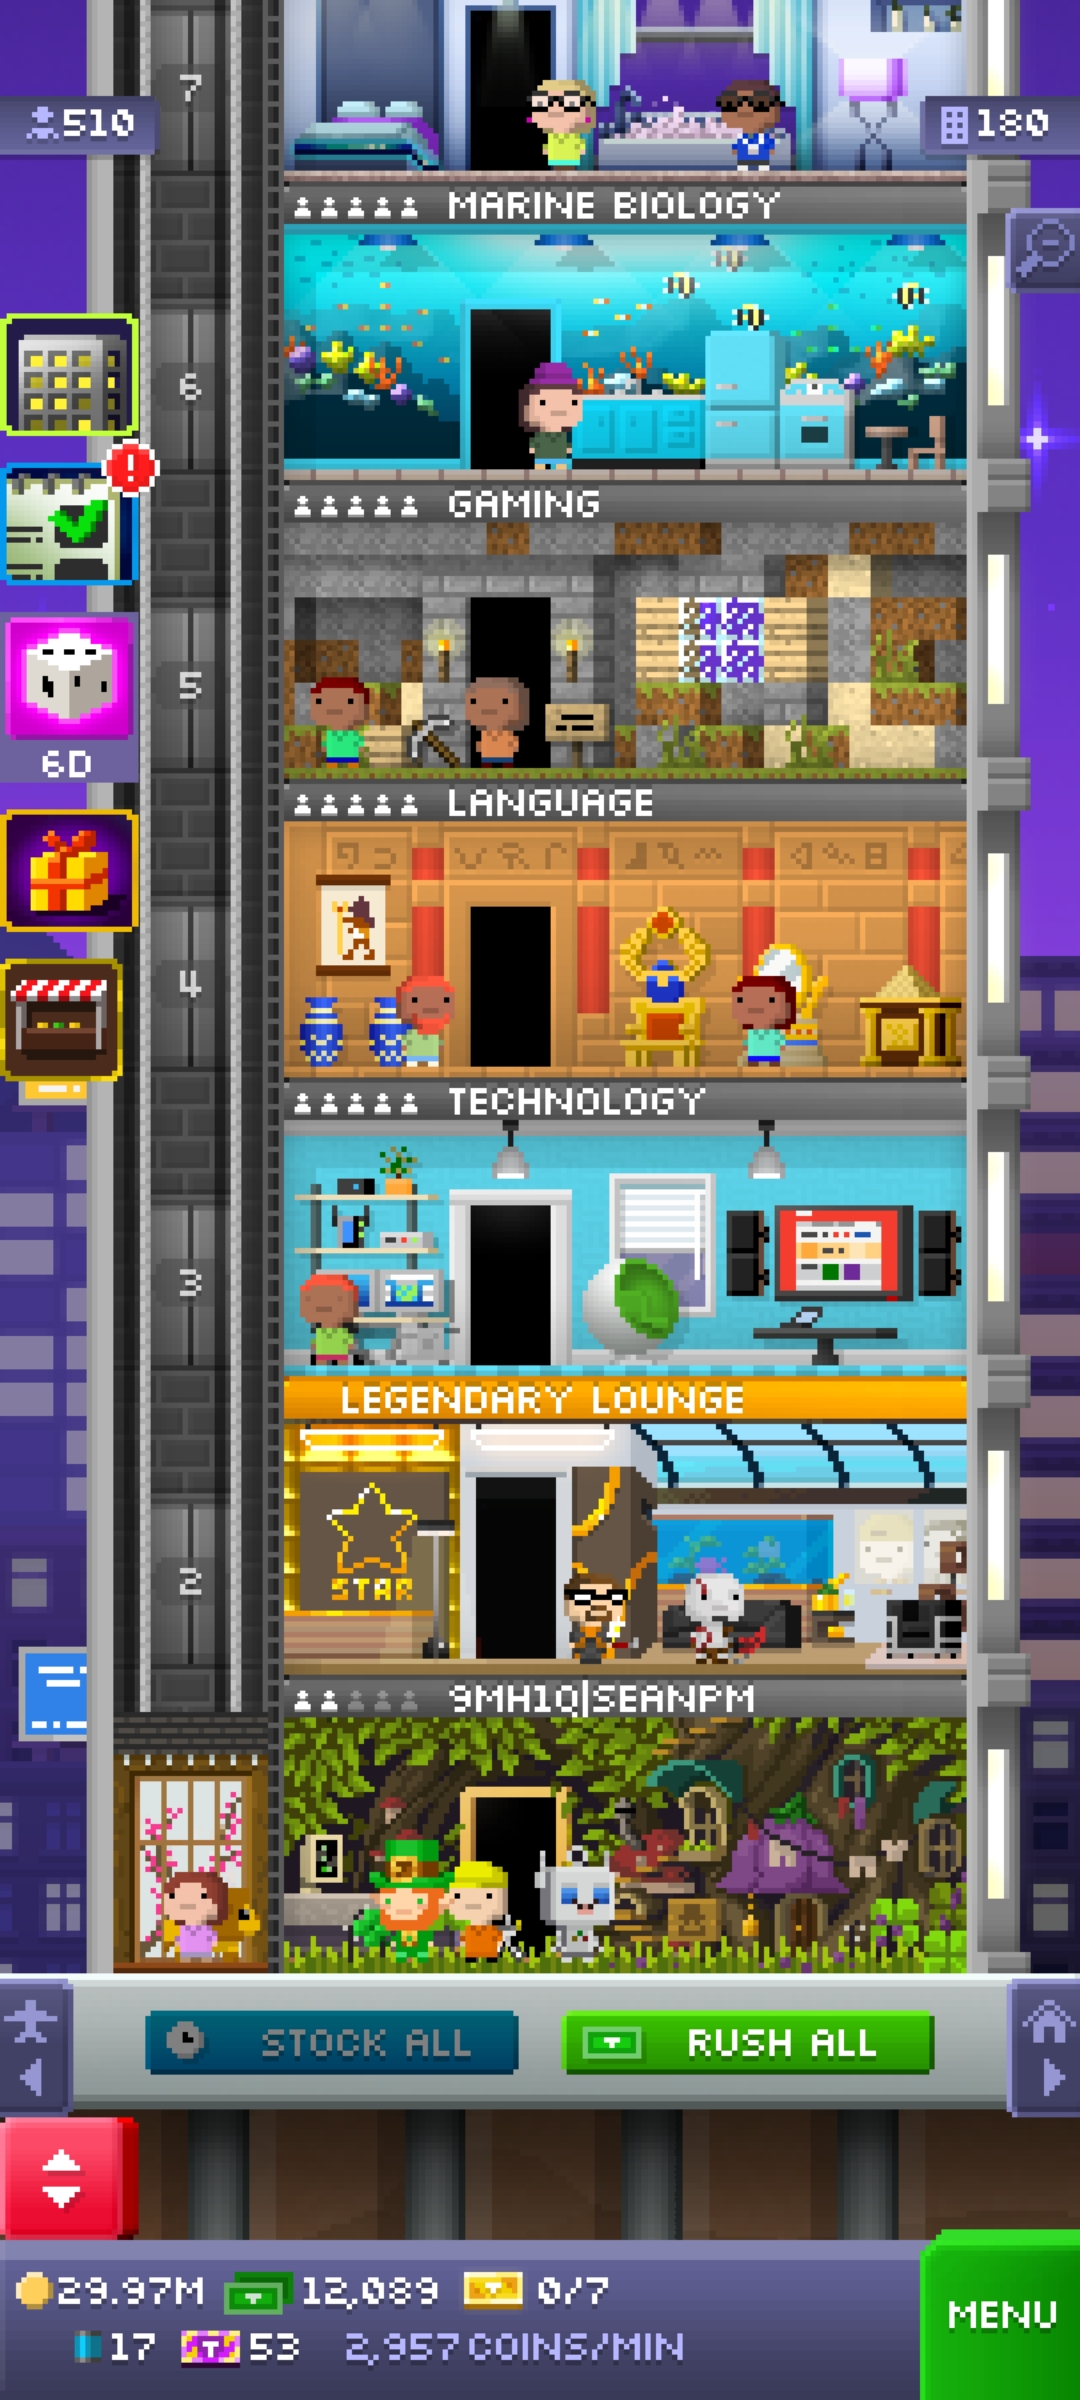 7
510
180
MARINE BIOLOGY
6
GAMING
5
6D
LANGUAGE
4
TECHNOLOGY
3
LEGENDARY LOUNGE
STAR
2
9MH1Q|SEANPM
STOCK ALL
RUSH ALL
29.97M 12,089 0/7
MENU
17 53 2,957 COINS/MIN